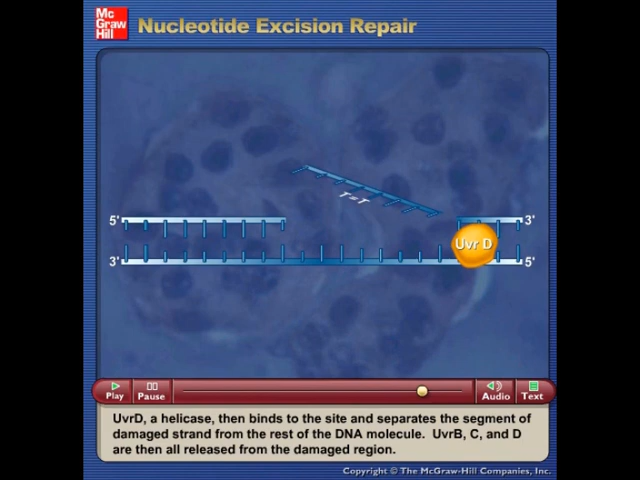 Mc
Graw
Hill
Nucleotide Excision Repair
T=T
5' 3'
Uvr D
3' 5'
Play Pause Audio Text
UvrD, a helicase, then binds to the site and separates the segment of
damaged strand from the rest of the DNA molecule. UvrB, C, and D
are then all released from the damaged region.
Copyright © The McGraw-Hill Companies, Inc.